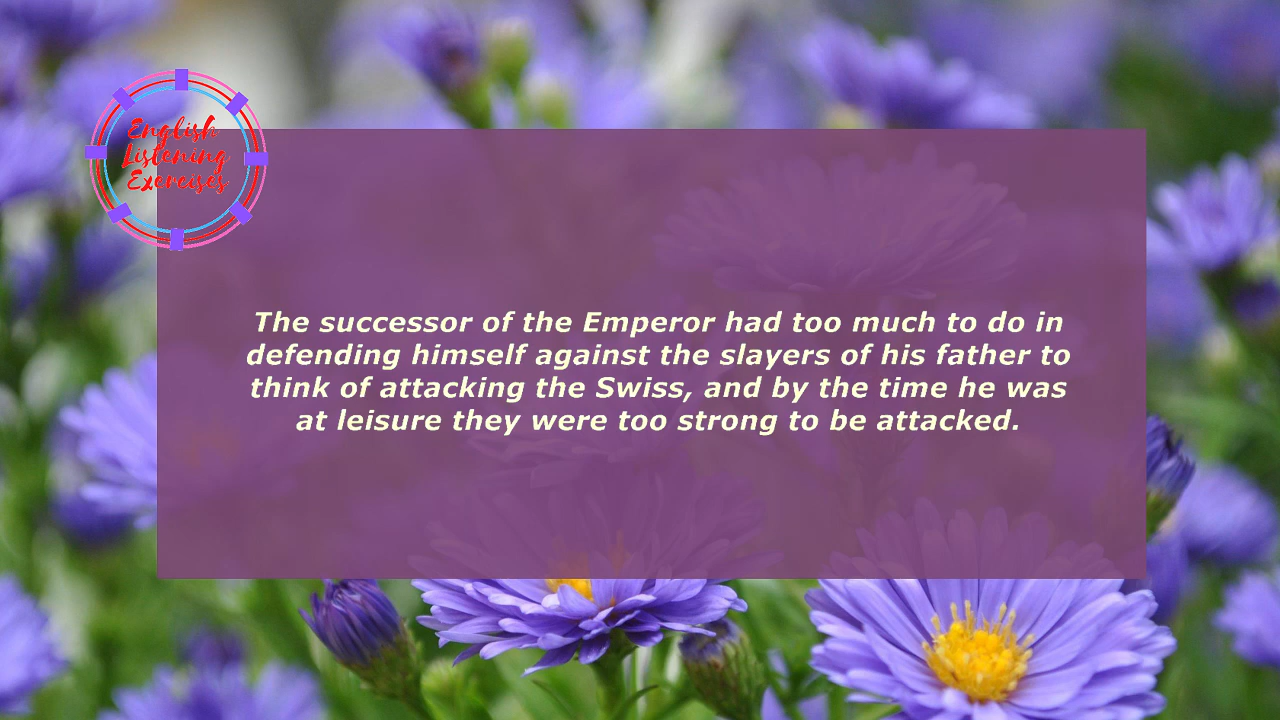 English
Listening
Exercises
The successor of the Emperor had too much to do in
defending himself against the slayers of his father to
think of attacking the Swiss, and by the time he was
at leisure they were too strong to be attacked.